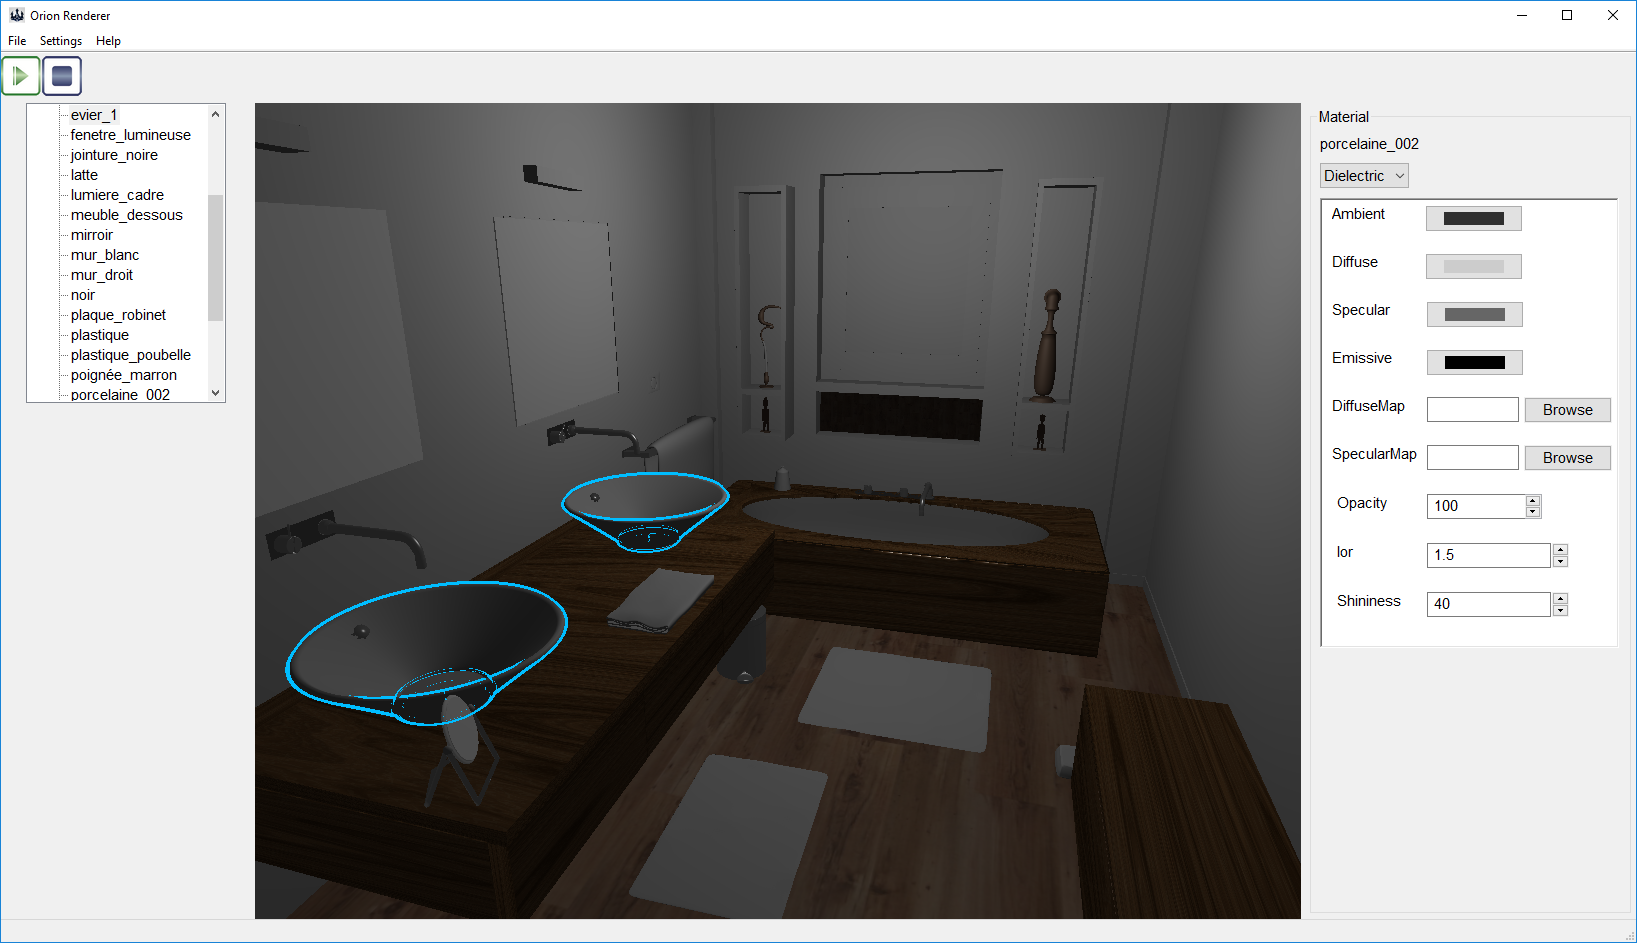 Orion Renderer
File Settings Help
evier_1
fenetre_lumineuse
jointure_noire
latte
lumiere_cadre
meuble_dessous
mirroir
mur_blanc
mur_droit
noir
plaque_robinet
plastique
plastique_poubelle
poignée_marron
porcelaine_002
Material
porcelaine_002
Dielectric
Ambient
Diffuse
Specular
Emissive
DiffuseMap Browse
SpecularMap Browse
Opacity 100
Ior 1.5
Shininess 40